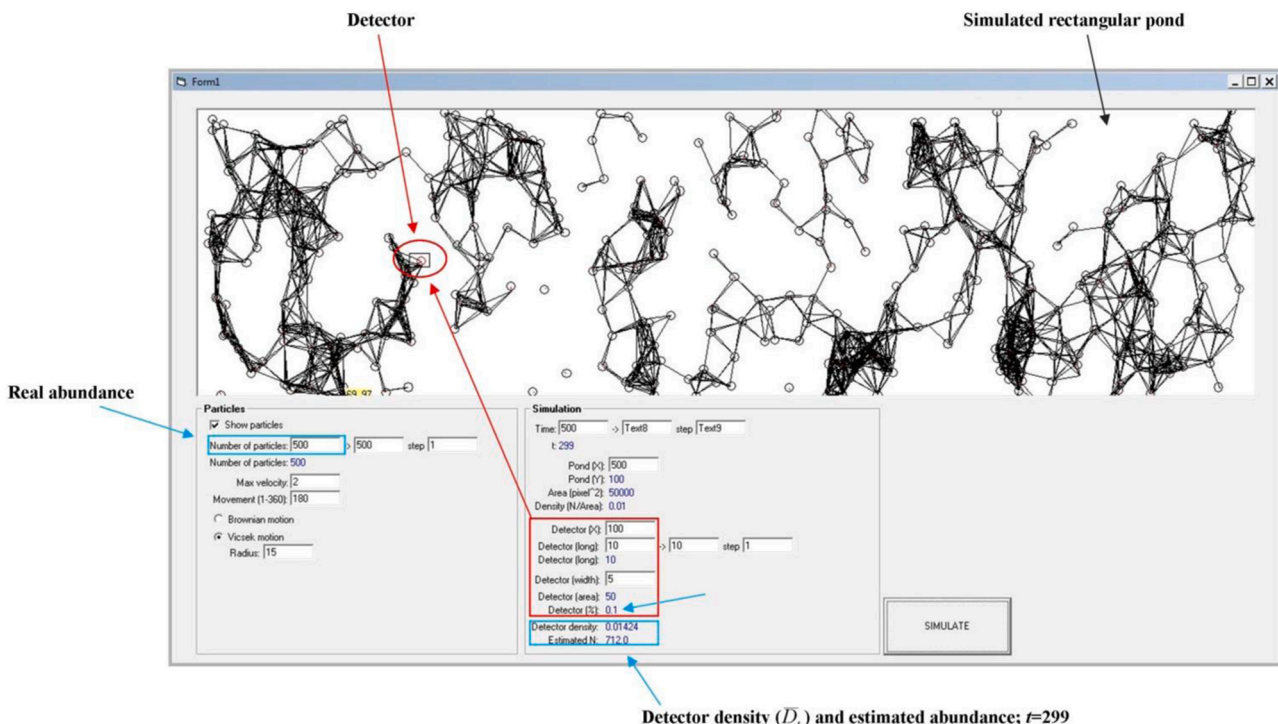 Detector
Simulated rectangular pond
Form1
Real abundance
69, 97
Particles
Show particles
Number of particles: 500 -> 500 step 1
Number of particles: 500
Max velocity: 2
Movement (1-360): 180
Brownian motion
Vicsek motion
Radius: 15
Simulation
Time: 500 -> Text8 step Text9
t: 299
Pond (X): 500
Pond (Y): 100
Area (pixel^2): 50000
Density (N/Area): 0.01
Detector (X): 100
Detector (long): 10 -> 10 step 1
Detector (long): 10
Detector (width): 5
Detector (area): 50
Detector (%): 0.1
Detector density: 0.01424
Estimated N: 712.0
SIMULATE
Detector density (D̅.) and estimated abundance; t=299